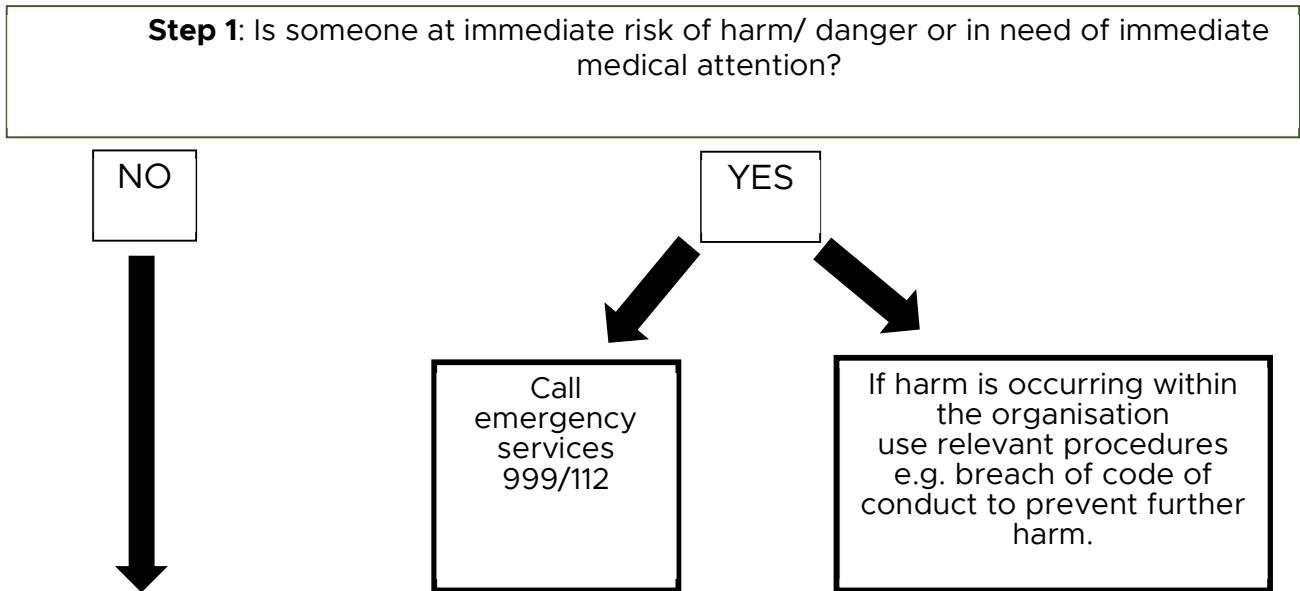 Step 1: Is someone at immediate risk of harm/ danger or in need of immediate
medical attention?
NO
YES
Call
emergency
services
999/112
If harm is occurring within
the organisation
use relevant procedures
e.g. breach of code of
conduct to prevent further
harm.